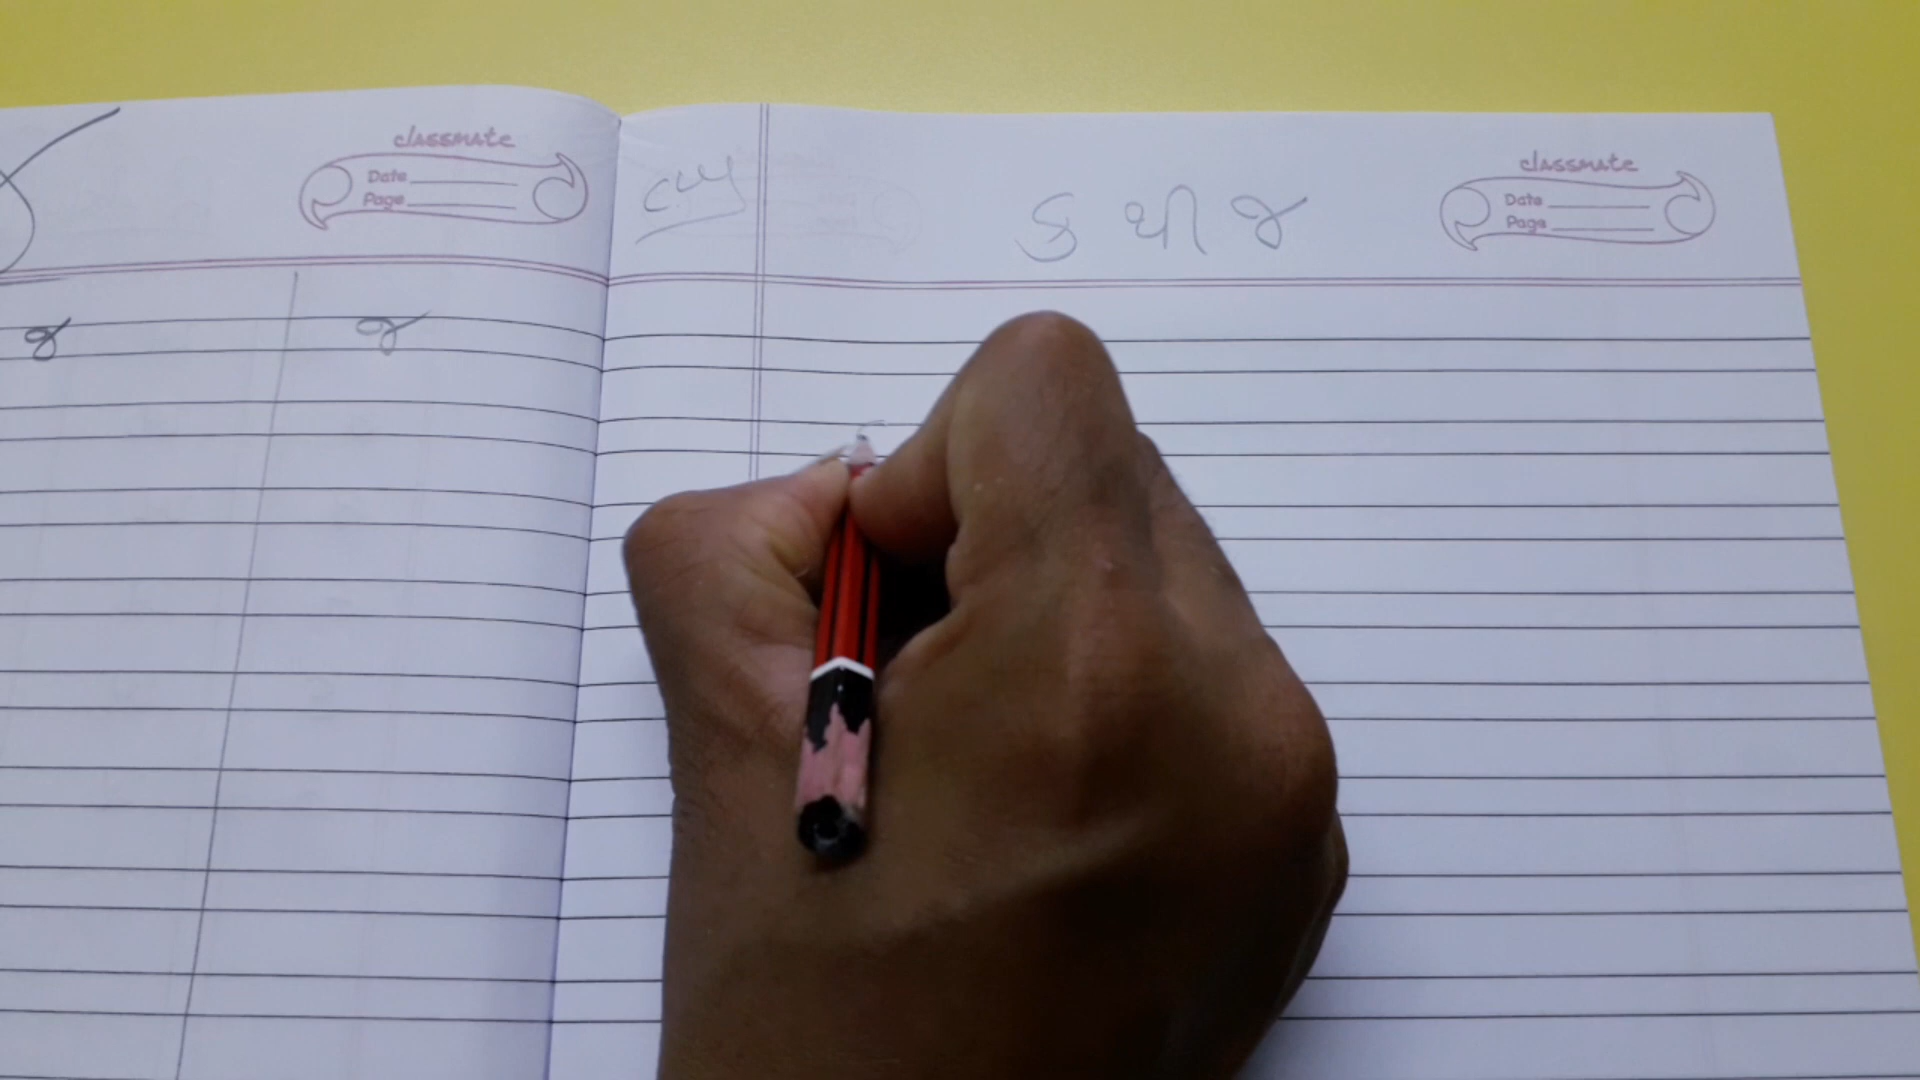 classmate
Date
Page
જ જ
C.W
ક થી જ
classmate
Date
Page